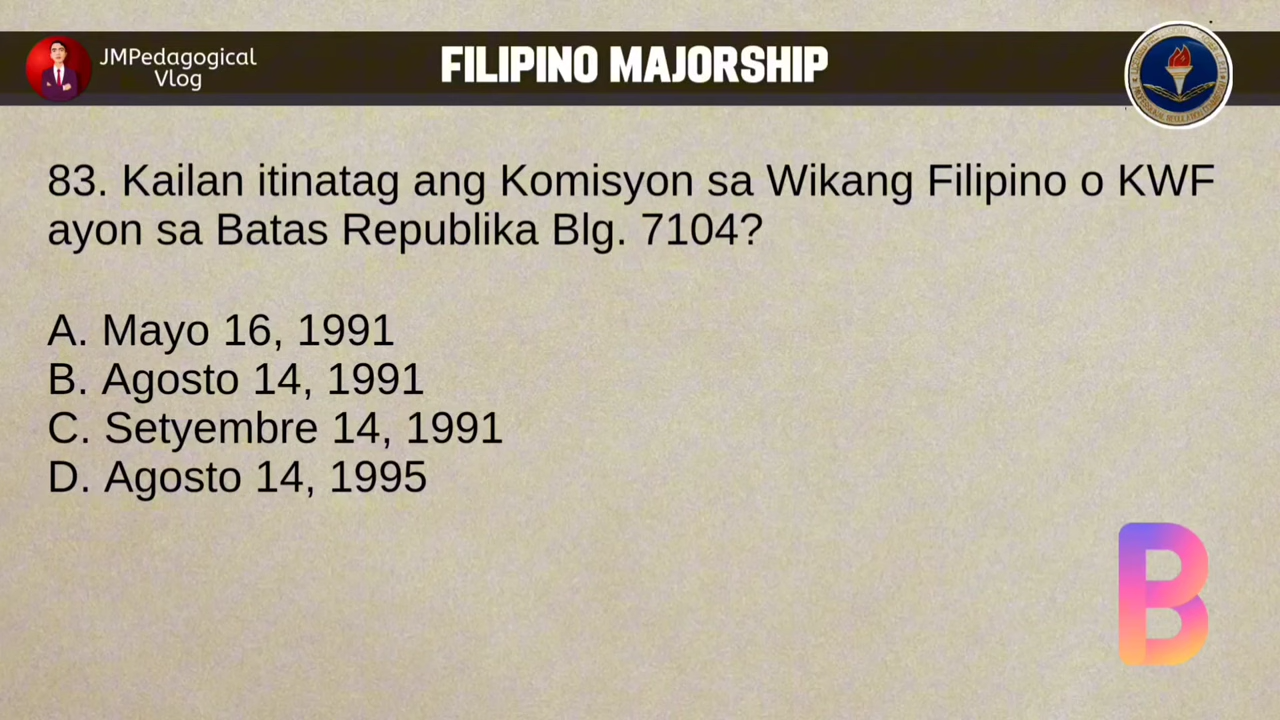 JMPedagogical
Vlog
FILIPINO MAJORSHIP
83. Kailan itinatag ang Komisyon sa Wikang Filipino o KWF
ayon sa Batas Republika Blg. 7104?
A. Mayo 16, 1991
B. Agosto 14, 1991
C. Setyembre 14, 1991
D. Agosto 14, 1995
B